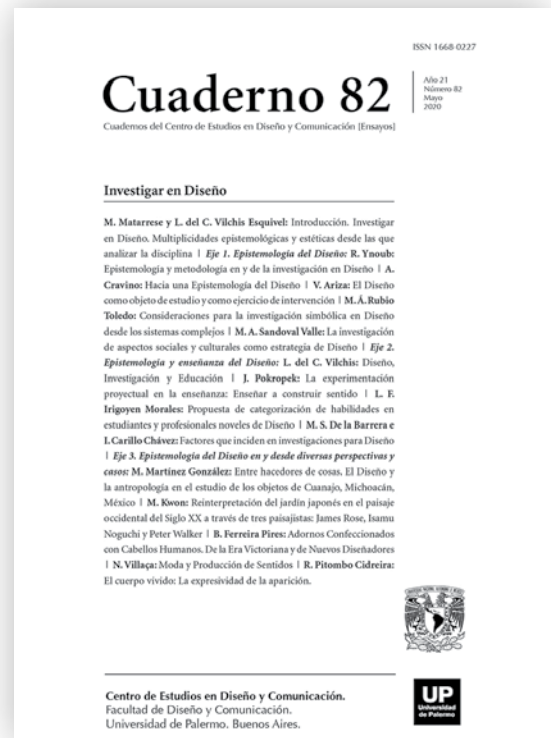 ISSN 1668-0227
Cuaderno 82
Año 21
Número 82
Mayo
2020
Cuadernos del Centro de Estudios en Diseño y Comunicación [Ensayos]
Investigar en Diseño
M. Matarrese y L. del C. Vilchis Esquivel: Introducción. Investigar
en Diseño. Multiplicidades epistemológicas y estéticas desde las que
analizar la disciplina | Eje 1. Epistemología del Diseño: R. Ynoub:
Epistemología y metodología en y de la investigación en Diseño | A.
Cravino: Hacia una Epistemología del Diseño | V. Ariza: El Diseño
como objeto de estudio y como ejercicio de intervención | M. Á. Rubio
Toledo: Consideraciones para la investigación simbólica en Diseño
desde los sistemas complejos | M. A. Sandoval Valle: La investigación
de aspectos sociales y culturales como estrategia de Diseño | Eje 2.
Epistemología y enseñanza del Diseño: L. del C. Vilchis: Diseño,
Investigación y Educación | J. Pokropek: La experimentación
proyectual en la enseñanza: Enseñar a construir sentido | L. F.
Irigoyen Morales: Propuesta de categorización de habilidades en
estudiantes y profesionales noveles de Diseño | M. S. De la Barrera e
I. Carillo Chávez: Factores que inciden en investigaciones para Diseño
| Eje 3. Epistemología del Diseño en y desde diversas perspectivas y
casos: M. Martínez González: Entre hacedores de cosas. El Diseño y
la antropología en el estudio de los objetos de Cuanajo, Michoacán,
México | M. Kwon: Reinterpretación del jardín japonés en el paisaje
occidental del Siglo XX a través de tres paisajistas: James Rose, Isamu
Noguchi y Peter Walker | B. Ferreira Pires: Adornos Confeccionados
con Cabellos Humanos. De la Era Victoriana y de Nuevos Diseñadores
| N. Villaça: Moda y Producción de Sentidos | R. Pitombo Cidreira:
El cuerpo vivido: La expresividad de la aparición.
Centro de Estudios en Diseño y Comunicación.
Facultad de Diseño y Comunicación.
Universidad de Palermo. Buenos Aires.
UP
Universidad
de Palermo